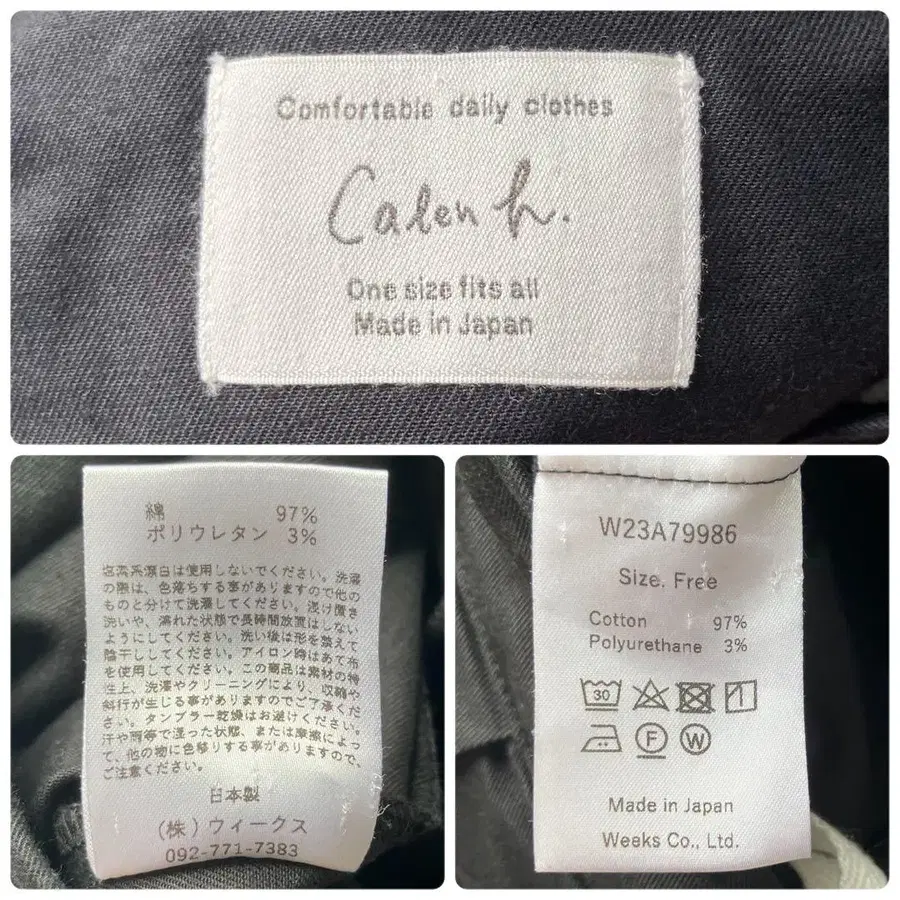 Comfortable daily clothes
Calen h.
One size fits all
Made in Japan
綿 97%
ポリウレタン 3%
塩素系漂白は使用しないでください。洗濯
の際は、色落ちする事がありますので他の
ものと分けて洗濯してください。浸け置き
洗いや、濡れた状態で長時間放置はしない
ようにしてください。洗い後は形を整えて
陰干ししてください。アイロン時はあて布
を使用してください。この商品は素材の特
性上、洗濯やクリーニングにより、収縮や
斜行が生じる事がありますのでご了承くだ
さい。タンブラー乾燥はお避けください。
汗や雨等で湿った状態、または摩擦によっ
て、他の物に色移りする事がありますので、
ご注意ください。
日本製
(株)ウィークス
092-771-7383
W23A79986
Size. Free
Cotton 97%
Polyurethane 3%
30
F W
Made in Japan
Weeks Co., Ltd.